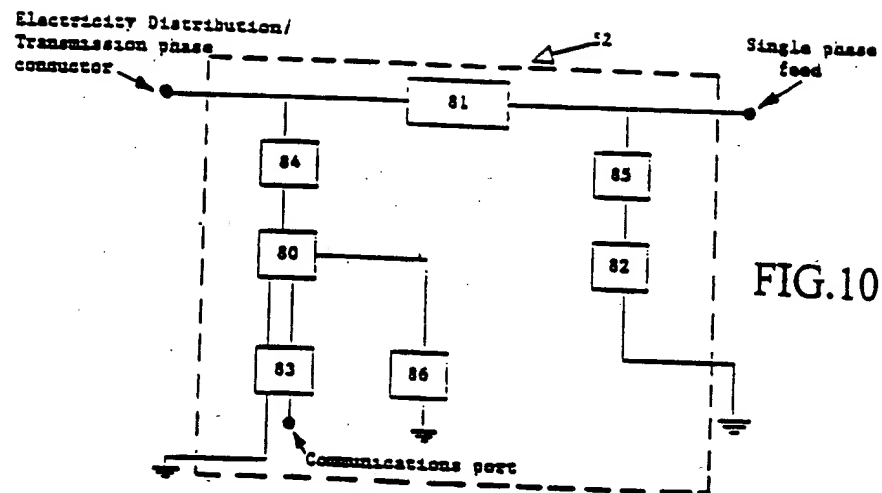 Electricity Distribution/
Transmission phase
conductor
52
Single phase
feed
81
84
85
80
82
FIG.10
83
86
Communications port